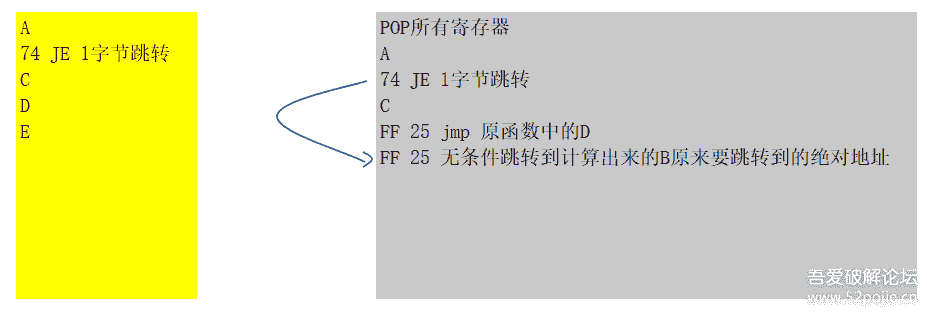 A
74 JE 1字节跳转
C
D
E
POP所有寄存器
A
74 JE 1字节跳转
C
FF 25 jmp 原函数中的D
FF 25 无条件跳转到计算出来的B原来要跳转到的绝对地址
吾爱破解论坛
www.52pojie.cn